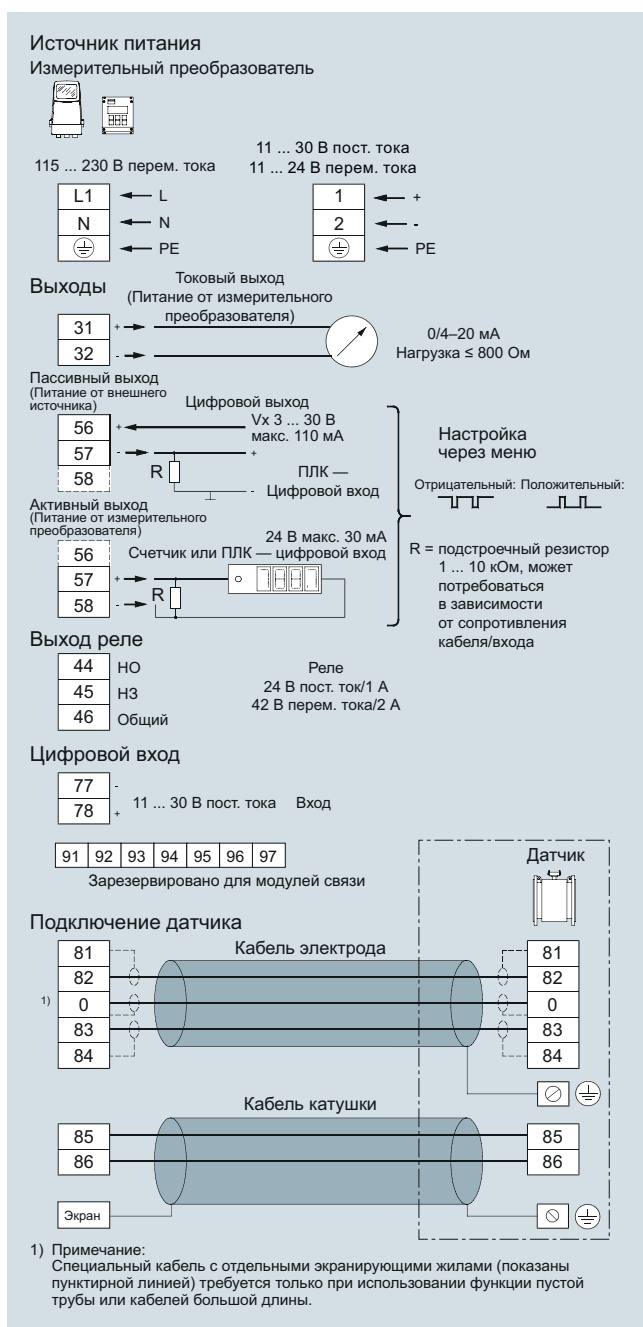 Источник питания
Измерительный преобразователь
11 ... 30 В пост. тока
115 ... 230 В перем. тока
11 ... 24 В перем. тока
L1 L
N N
PE
1 +
2 -
PE
Выходы
Токовый выход
(Питание от измерительного
преобразователя)
31 +
32 -
0/4–20 мА
Нагрузка ≤ 800 Ом
Пассивный выход
(Питание от внешнего
источника)
Цифровой выход
56 +
57 -
58
Vx 3 ... 30 В
макс. 110 мА
+
R
ПЛК —
- Цифровой вход
Настройка
через меню
Отрицательный: Положительный:
Активный выход
(Питание от измерительного
преобразователя)
24 В макс. 30 мА
Счетчик или ПЛК — цифровой вход
56
57 +
58 -
R
R = подстроечный резистор
1 ... 10 кОм, может
потребоваться
в зависимости
от сопротивления
кабеля/входа
Выход реле
44 НО
45 НЗ
46 Общий
Реле
24 В пост. ток/1 А
42 В перем. тока/2 А
Цифровой вход
77 -
78 +
11 ... 30 В пост. тока Вход
91 92 93 94 95 96 97
Зарезервировано для модулей связи
Датчик
Подключение датчика
Кабель электрода
81 81
82 82
1) 0 0
83 83
84 84
Кабель катушки
85 85
86 86
Экран
1) Примечание:
Специальный кабель с отдельными экранирующими жилами (показаны
пунктирной линией) требуется только при использовании функции пустой
трубы или кабелей большой длины.